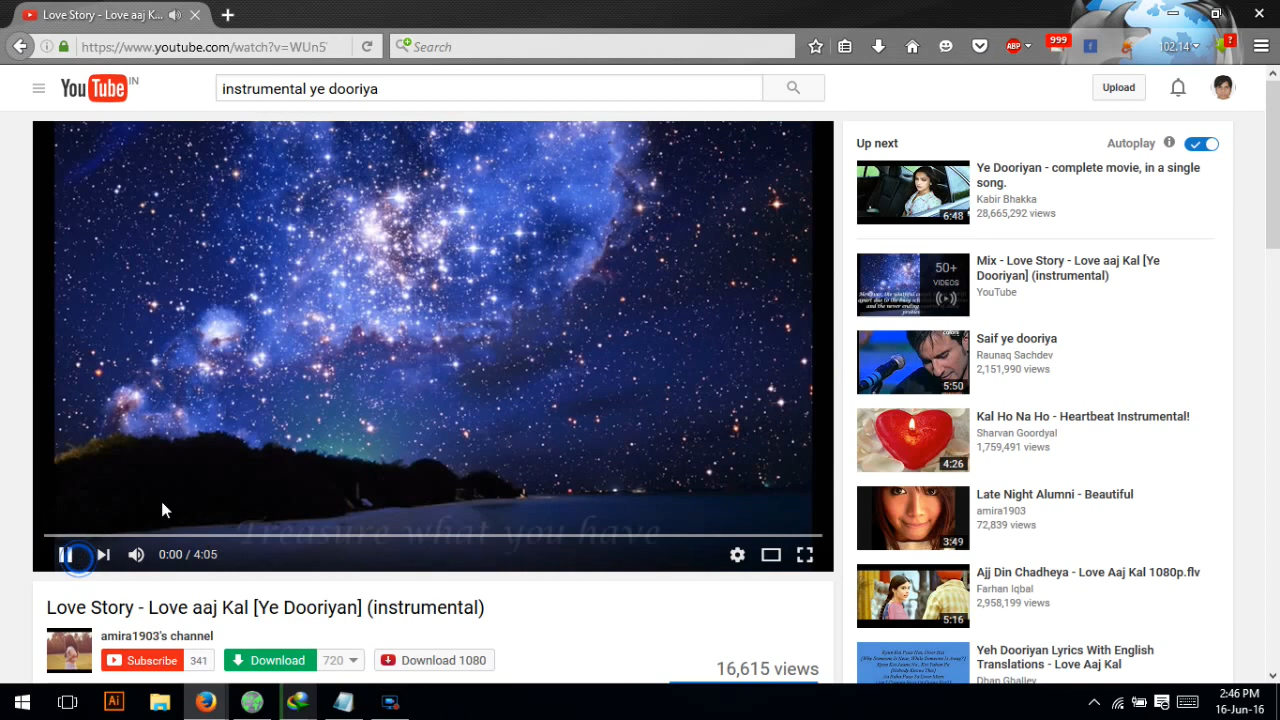 Love Story - Love aaj K...
https://www.youtube.com/watch?v=WUn5
Search
ABP
999
f
102.14
?
YouTube IN
instrumental ye dooriya
Upload
0:00 / 4:05
Love Story - Love aaj Kal [Ye Dooriyan] (instrumental)
amira1903's channel
Subscribe 341
Download 720
Download 1080
16,615 views
Up next
Autoplay
Ye Dooriyan - complete movie, in a single
song.
Kabir Bhakka
28,665,292 views
6:48
Mix - Love Story - Love aaj Kal [Ye
Dooriyan] (instrumental)
YouTube
50+
VIDEOS
Saif ye dooriya
Raunaq Sachdev
2,151,990 views
5:50
Kal Ho Na Ho - Heartbeat Instrumental!
Sharvan Goordyal
1,759,491 views
4:26
Late Night Alumni - Beautiful
amira1903
72,839 views
3:49
Ajj Din Chadheya - Love Aaj Kal 1080p.flv
Farhan Iqbal
2,958,199 views
5:16
Yeh Dooriyan Lyrics With English
Translations - Love Aaj Kal
Dhan Ghalley
Ai
2:46 PM
16-Jun-16